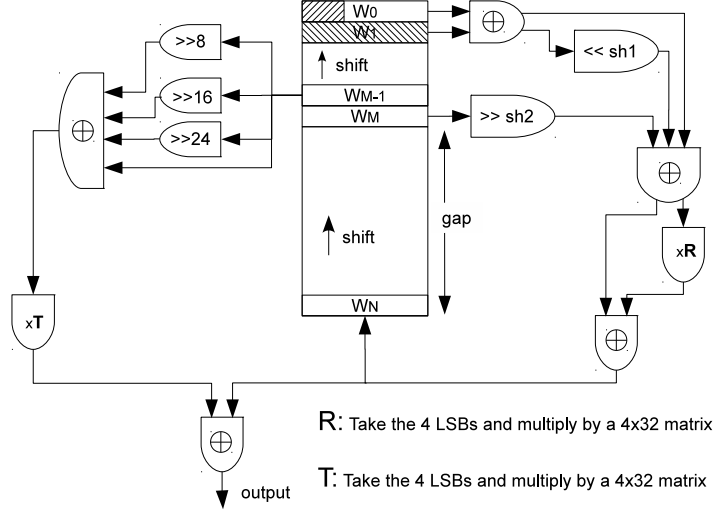 W0
W1
>>8
<< sh1
shift
>>16
WM-1
WM
>> sh2
>>24
gap
shift
xR
WN
xT
R: Take the 4 LSBs and multiply by a 4x32 matrix
T: Take the 4 LSBs and multiply by a 4x32 matrix
output